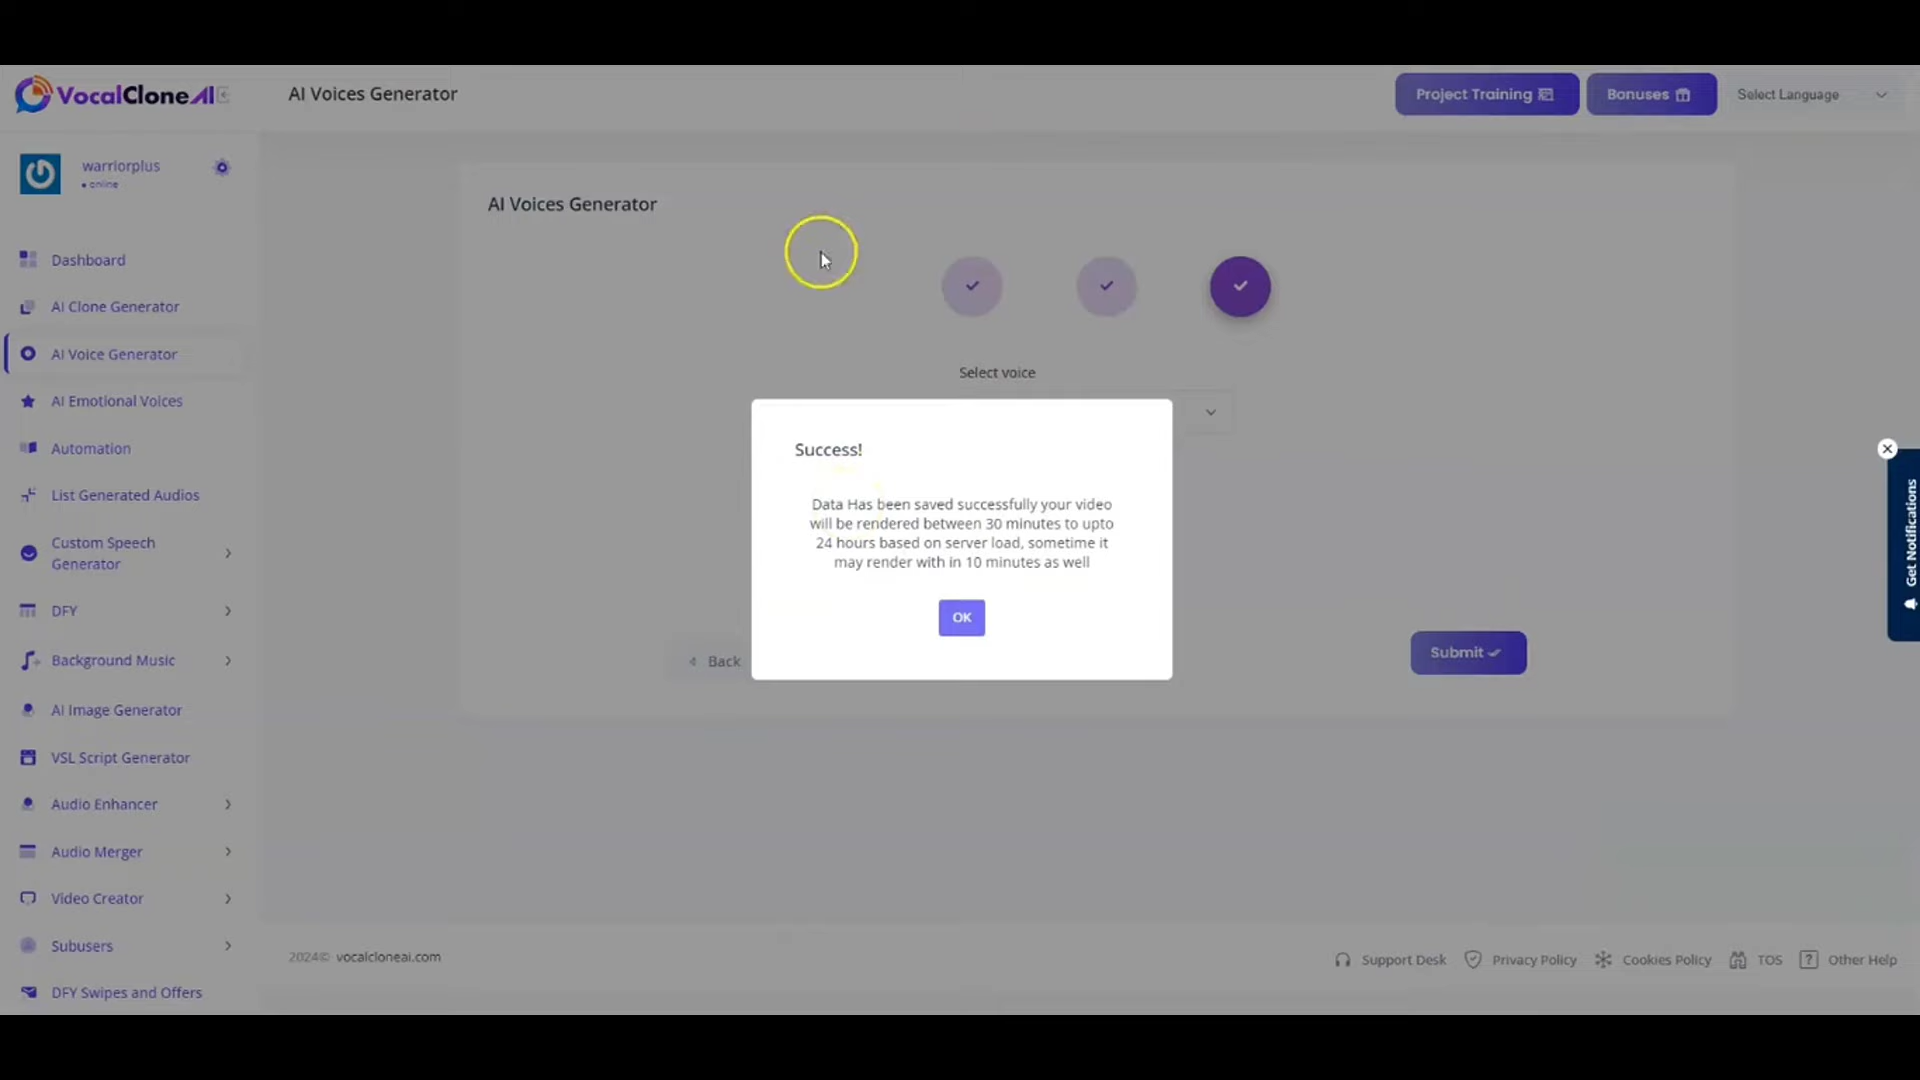 VocalCloneAI
AI Voices Generator
Project Training
Bonuses
Select Language
warriorplus
online
AI Voices Generator
Dashboard
AI Clone Generator
AI Voice Generator
AI Emotional Voices
Automation
List Generated Audios
Custom Speech
Generator
DFY
Background Music
AI Image Generator
VSL Script Generator
Audio Enhancer
Audio Merger
Video Creator
Subusers
DFY Swipes and Offers
Select voice
Success!
Data Has been saved successfully your video
will be rendered between 30 minutes to upto
24 hours based on server load, sometime it
may render with in 10 minutes as well
OK
Back
Submit
Get Notifications
2024© vocalcloneai.com
Support Desk
Privacy Policy
Cookies Policy
TOS
Other Help